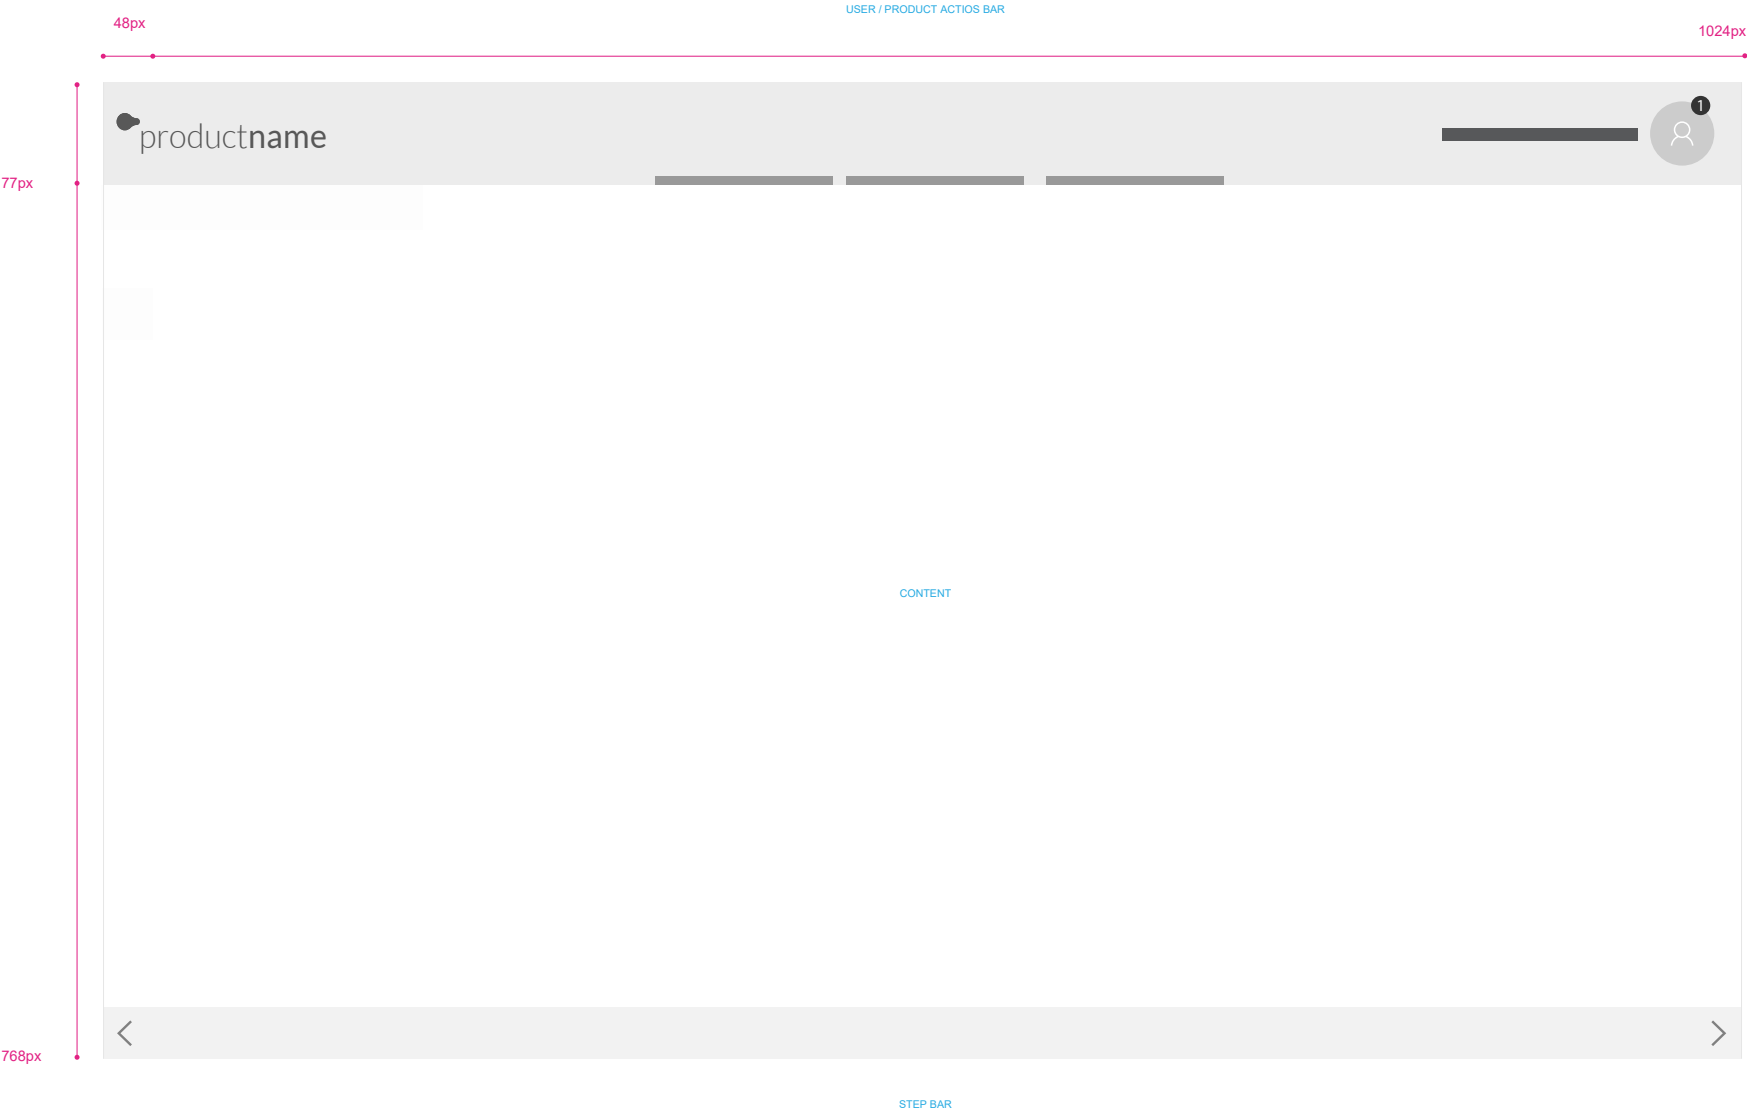 USER / PRODUCT ACTIOS BAR
48px
1024px
productname
1
77px
CONTENT
768px
STEP BAR